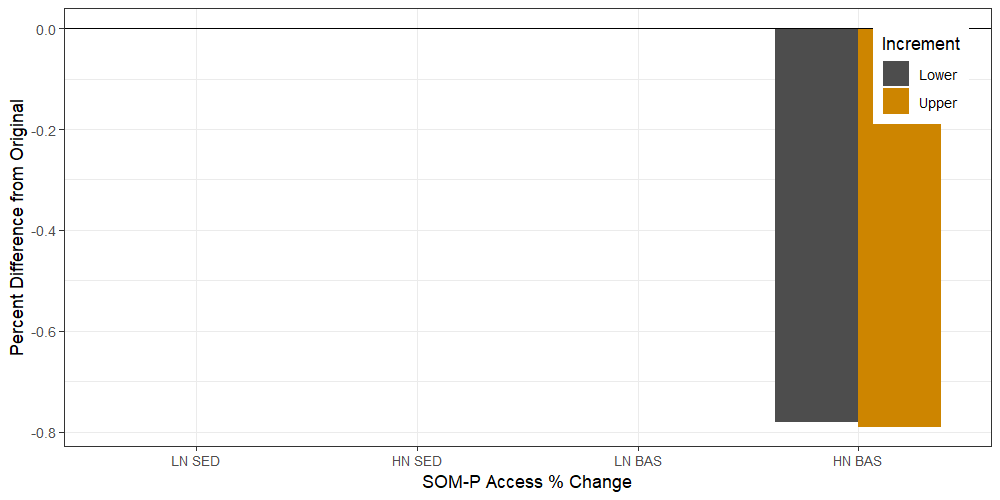 Percent Difference from Original
0.0
-0.2
-0.4
-0.6
-0.8
Increment
Lower
Upper
LN SED
HN SED
LN BAS
HN BAS
SOM-P Access % Change